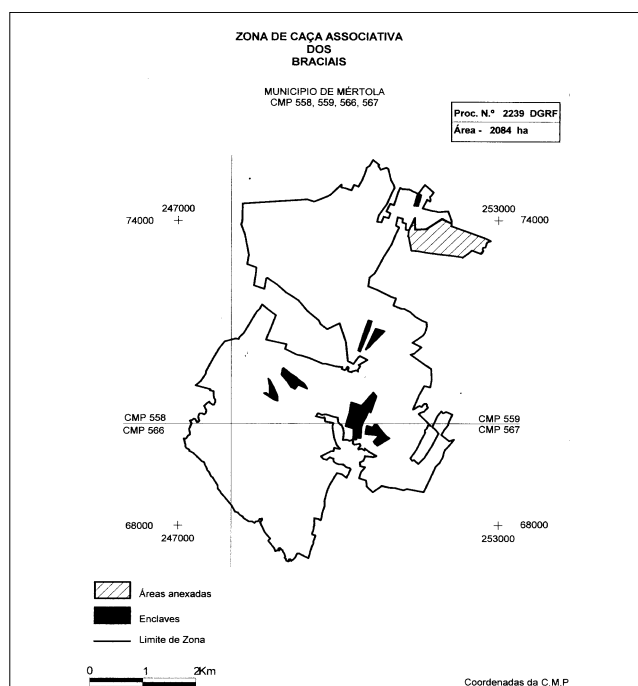 ZONA DE CAÇA ASSOCIATIVA
DOS
BRACIAIS
MUNICIPIO DE MÉRTOLA
CMP 558, 559, 566, 567
Proc. N.º 2239 DGRF
Área - 2084 ha
247000
74000
253000
74000
CMP 558
CMP 566
CMP 559
CMP 567
68000
247000
68000
253000
Áreas anexadas
Enclaves
Limite de Zona
0 1 2Km
Coordenadas da C.M.P